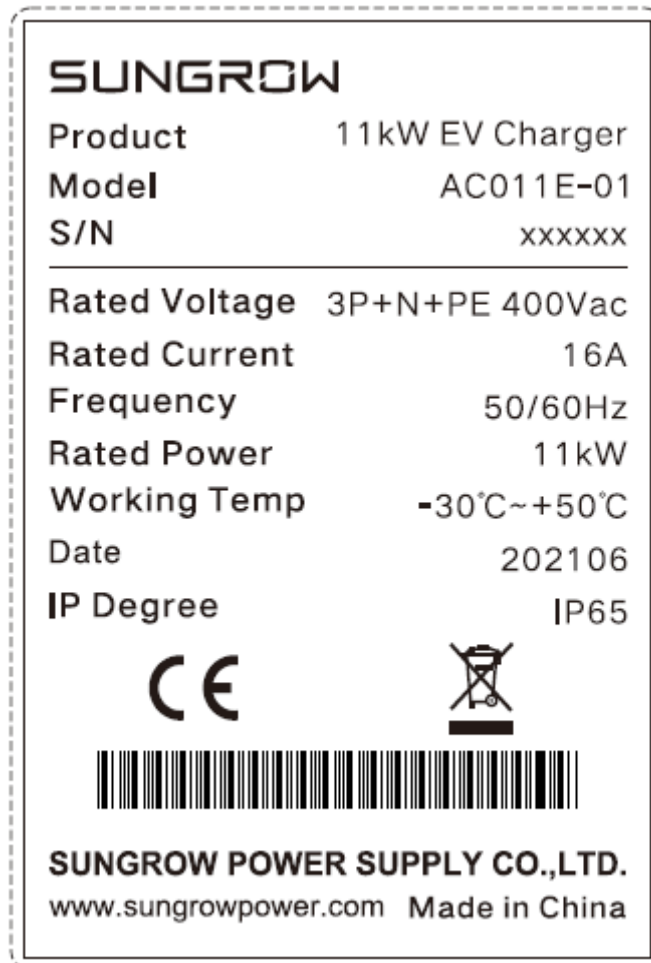 SUNGROW
Product 11kW EV Charger
Model AC011E-01
S/N xxxxxx
Rated Voltage 3P+N+PE 400Vac
Rated Current 16A
Frequency 50/60Hz
Rated Power 11kW
Working Temp -30℃~+50℃
Date 202106
IP Degree IP65
CE
SUNGROW POWER SUPPLY CO.,LTD.
www.sungrowpower.com Made in China